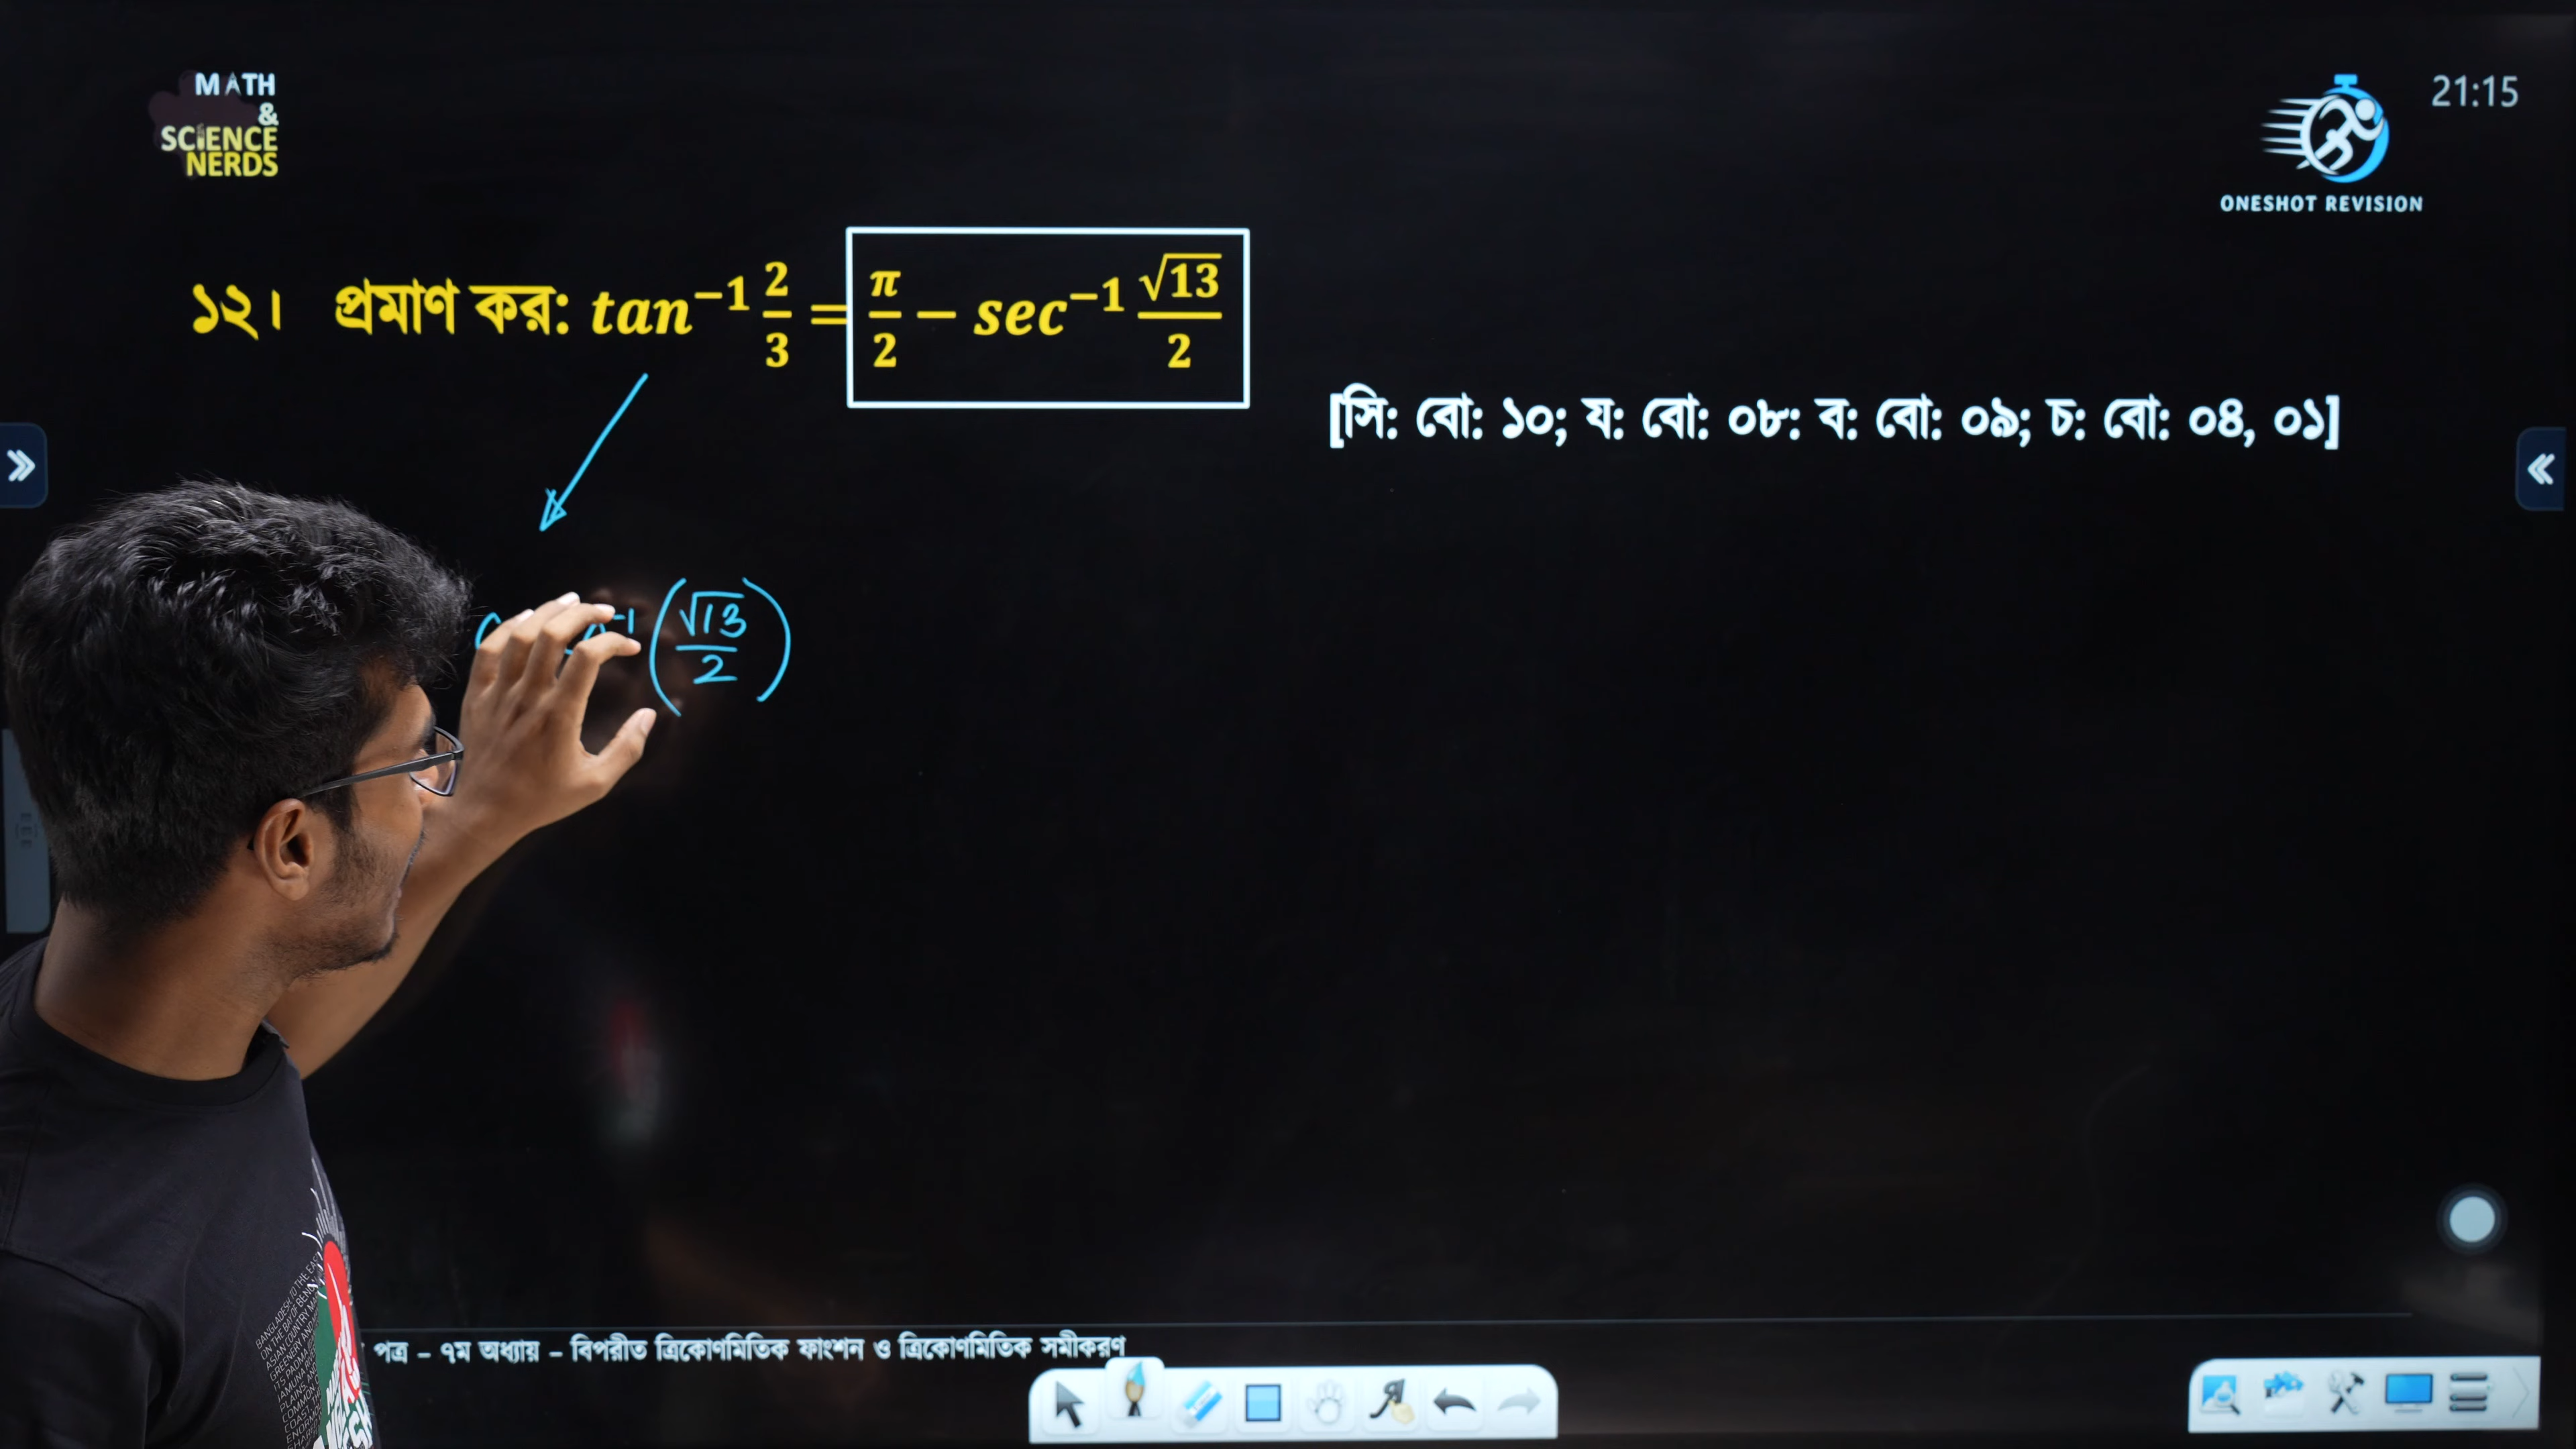 MATH
&
SCIENCE
NERDS
21:15
ONESHOT REVISION
১২। প্রমাণ কর: tan⁻¹ 2/3 = π/2 − sec⁻¹ √13/2
[সি: বো: ১০; য: বো: ০৮: ব: বো: ০৯; চ: বো: ০৪, ০১]
⁻¹ (√13/2)
পত্র – ৭ম অধ্যায় – বিপরীত ত্রিকোণমিতিক ফাংশন ও ত্রিকোণমিতিক সমীকরণ